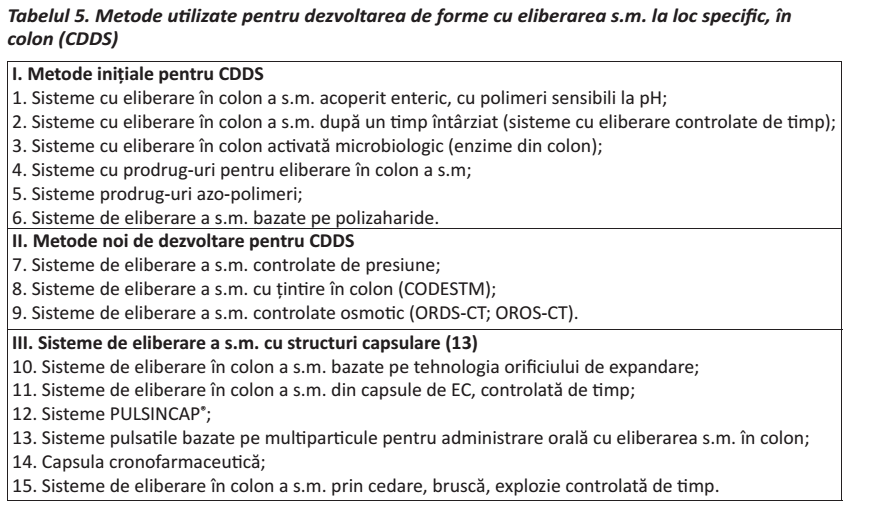 Tabelul 5. Metode utilizate pentru dezvoltarea de forme cu eliberarea s.m. la loc specific, în
colon (CDDS)
I. Metode inițiale pentru CDDS
1. Sisteme cu eliberare în colon a s.m. acoperit enteric, cu polimeri sensibili la pH;
2. Sisteme cu eliberare în colon a s.m. după un timp întârziat (sisteme cu eliberare controlate de timp);
3. Sisteme cu eliberare în colon activată microbiologic (enzime din colon);
4. Sisteme cu prodrug-uri pentru eliberare în colon a s.m;
5. Sisteme prodrug-uri azo-polimeri;
6. Sisteme de eliberare a s.m. bazate pe polizaharide.
II. Metode noi de dezvoltare pentru CDDS
7. Sisteme de eliberare a s.m. controlate de presiune;
8. Sisteme de eliberare a s.m. cu țintire în colon (CODESTM);
9. Sisteme de eliberare a s.m. controlate osmotic (ORDS-CT; OROS-CT).
III. Sisteme de eliberare a s.m. cu structuri capsulare (13)
10. Sisteme de eliberare în colon a s.m. bazate pe tehnologia orificiului de expandare;
11. Sisteme de eliberare în colon a s.m. din capsule de EC, controlată de timp;
12. Sisteme PULSINCAP®;
13. Sisteme pulsatile bazate pe multiparticule pentru administrare orală cu eliberarea s.m. în colon;
14. Capsula cronofarmaceutică;
15. Sisteme de eliberare în colon a s.m. prin cedare, bruscă, explozie controlată de timp.